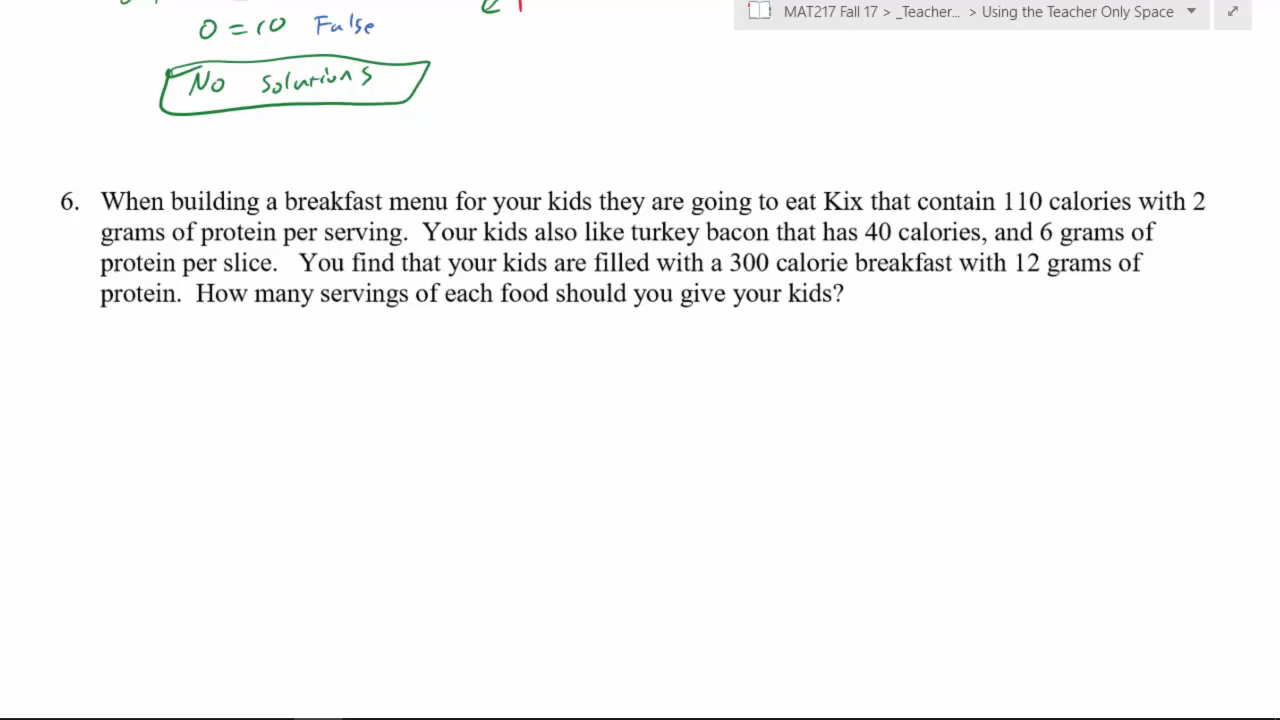 MAT217 Fall 17 > _Teacher... > Using the Teacher Only Space
0 = 10 False
No Solutions
6. When building a breakfast menu for your kids they are going to eat Kix that contain 110 calories with 2
grams of protein per serving. Your kids also like turkey bacon that has 40 calories, and 6 grams of
protein per slice. You find that your kids are filled with a 300 calorie breakfast with 12 grams of
protein. How many servings of each food should you give your kids?